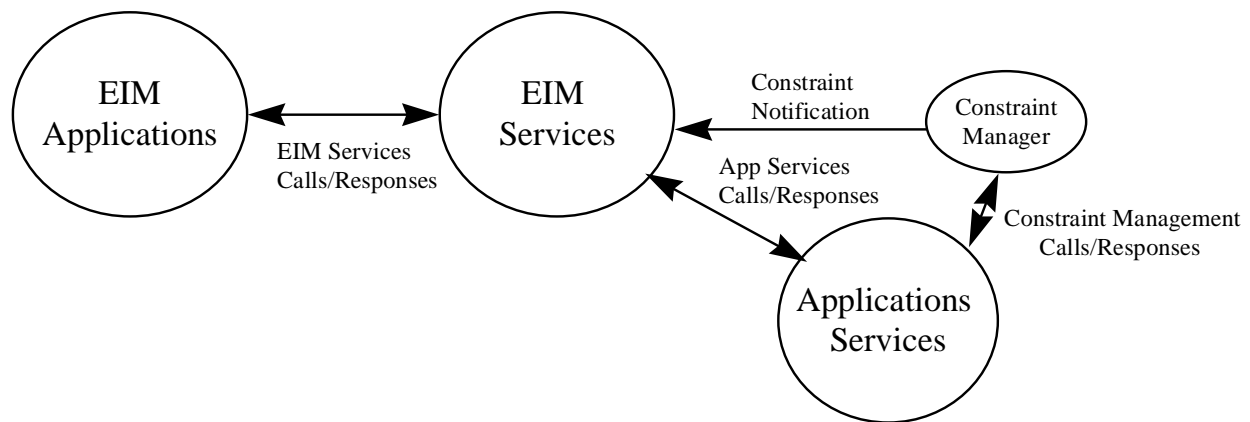 EIM
Applications
EIM Services
Calls/Responses
EIM
Services
Constraint
Notification
App Services
Calls/Responses
Constraint
Manager
Constraint Management
Calls/Responses
Applications
Services